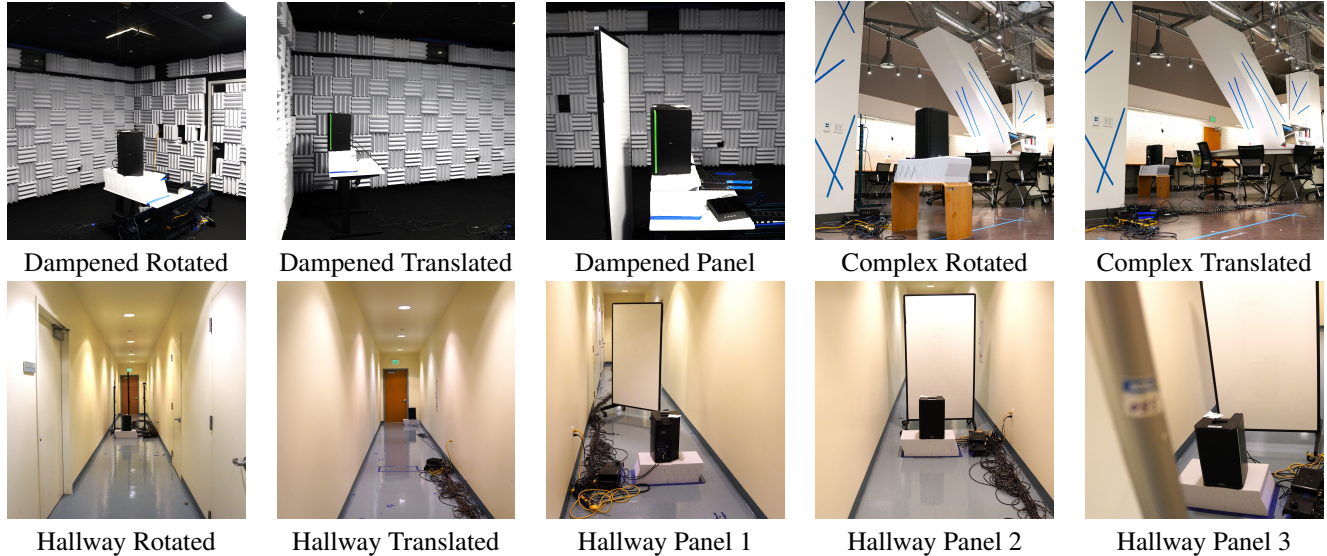 Dampened Rotated
Dampened Translated
Dampened Panel
Complex Rotated
Complex Translated
Hallway Rotated
Hallway Translated
Hallway Panel 1
Hallway Panel 2
Hallway Panel 3